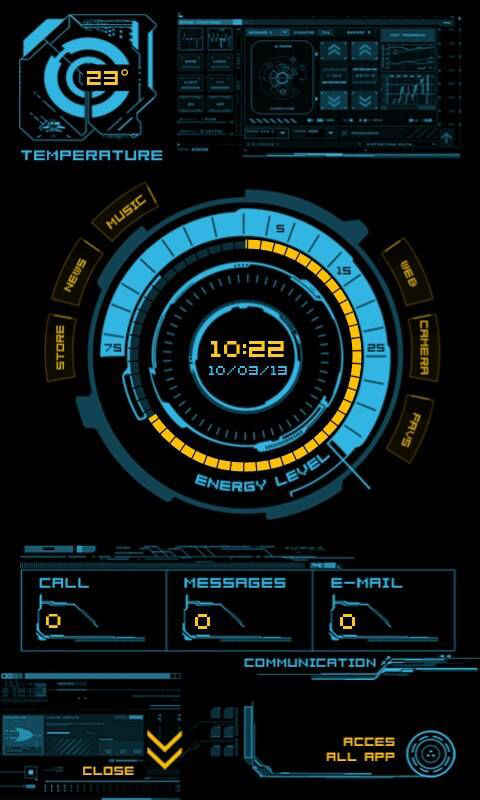 23°
TEMPERATURE
MUSIC
NEWS
STORE
WEB
CAMERA
FAVS
5
15
25
75
10:22
10/03/13
ENERGY LEVEL
CALL
MESSAGES
E-MAIL
0
0
0
COMMUNICATION
CLOSE
ACCES
ALL APP